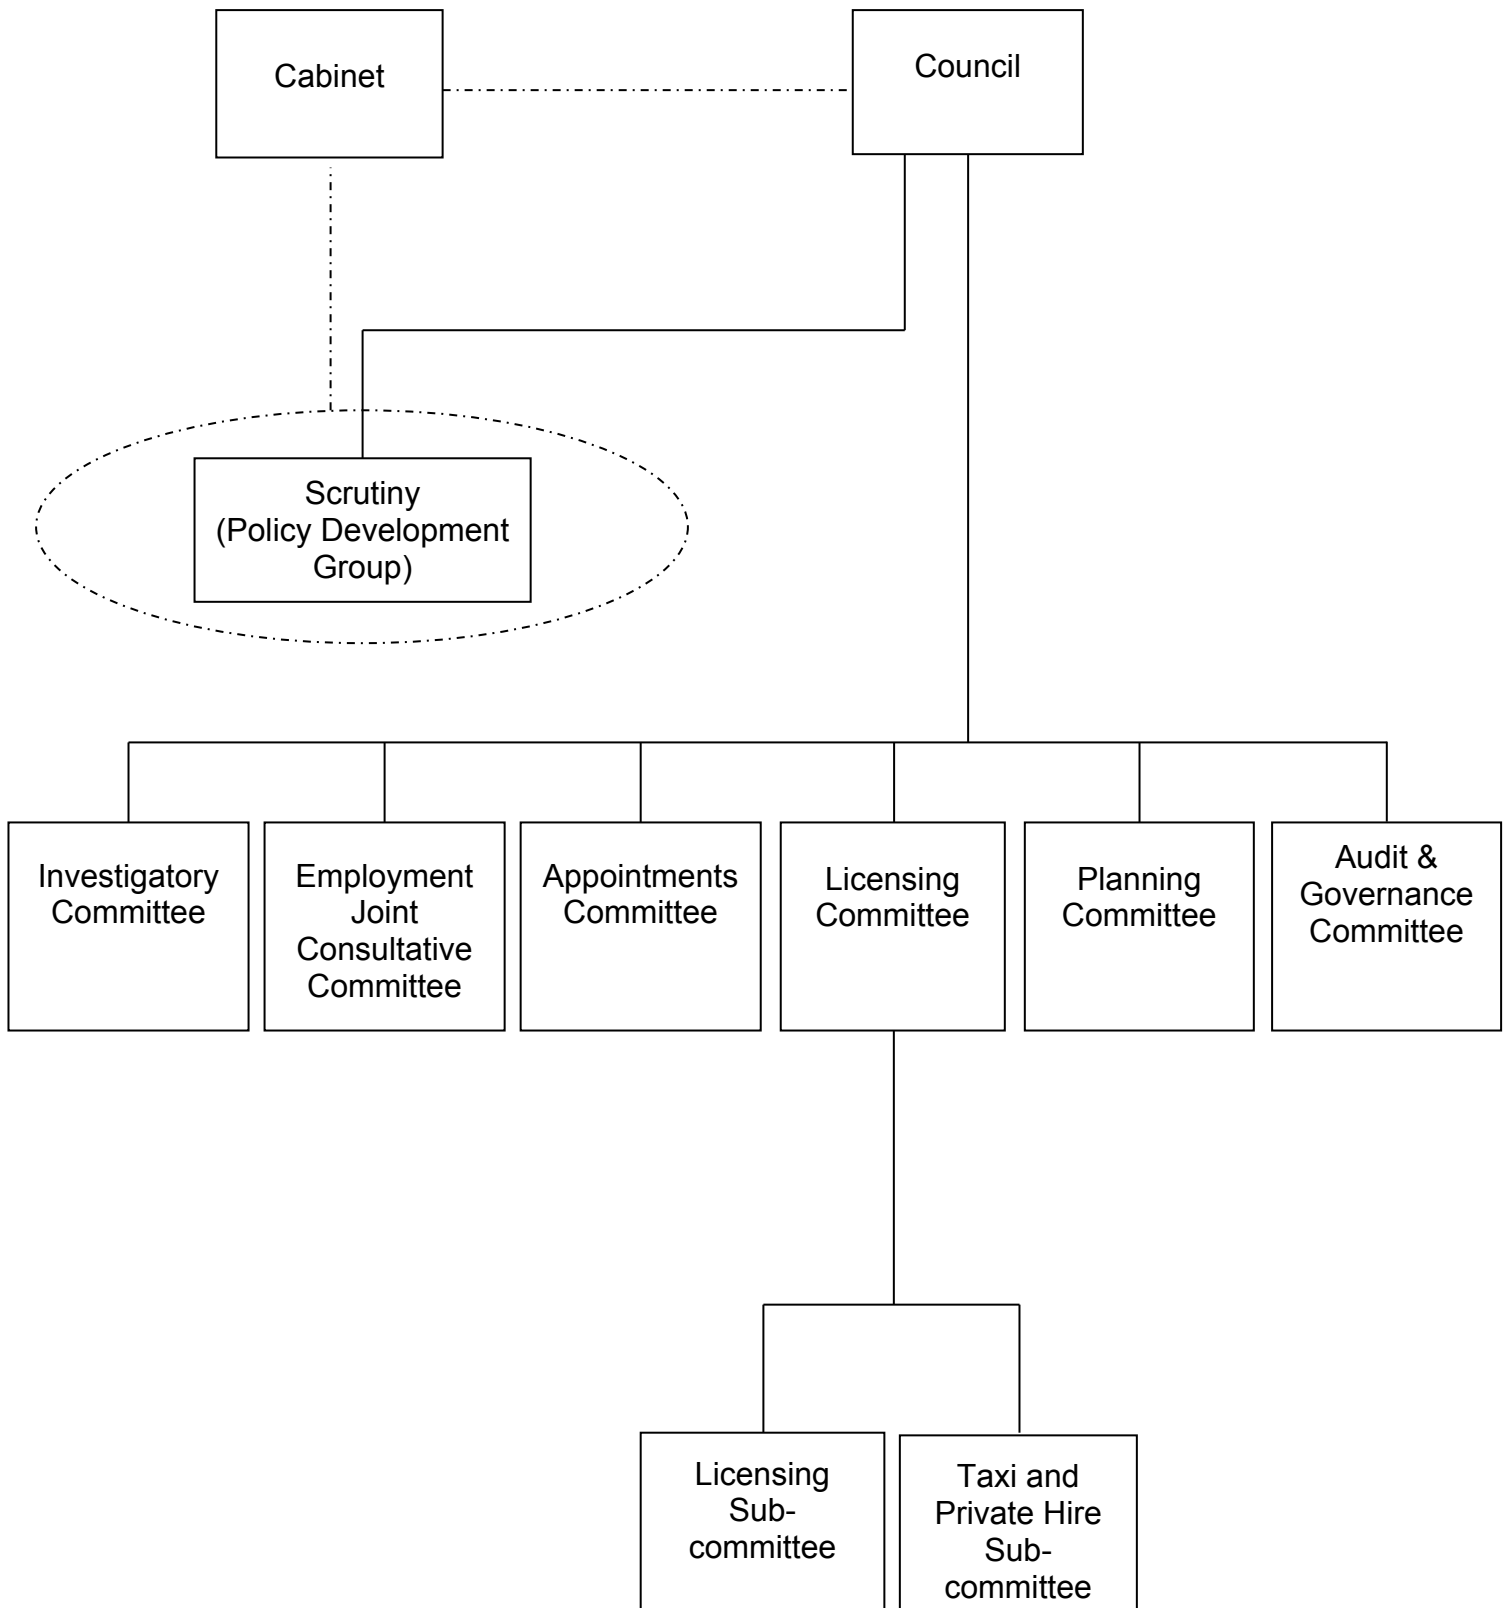 Cabinet
Council
Scrutiny
(Policy Development
Group)
Investigatory
Committee
Employment
Joint
Consultative
Committee
Appointments
Committee
Licensing
Committee
Planning
Committee
Audit &
Governance
Committee
Licensing
Sub-
committee
Taxi and
Private Hire
Sub-
committee